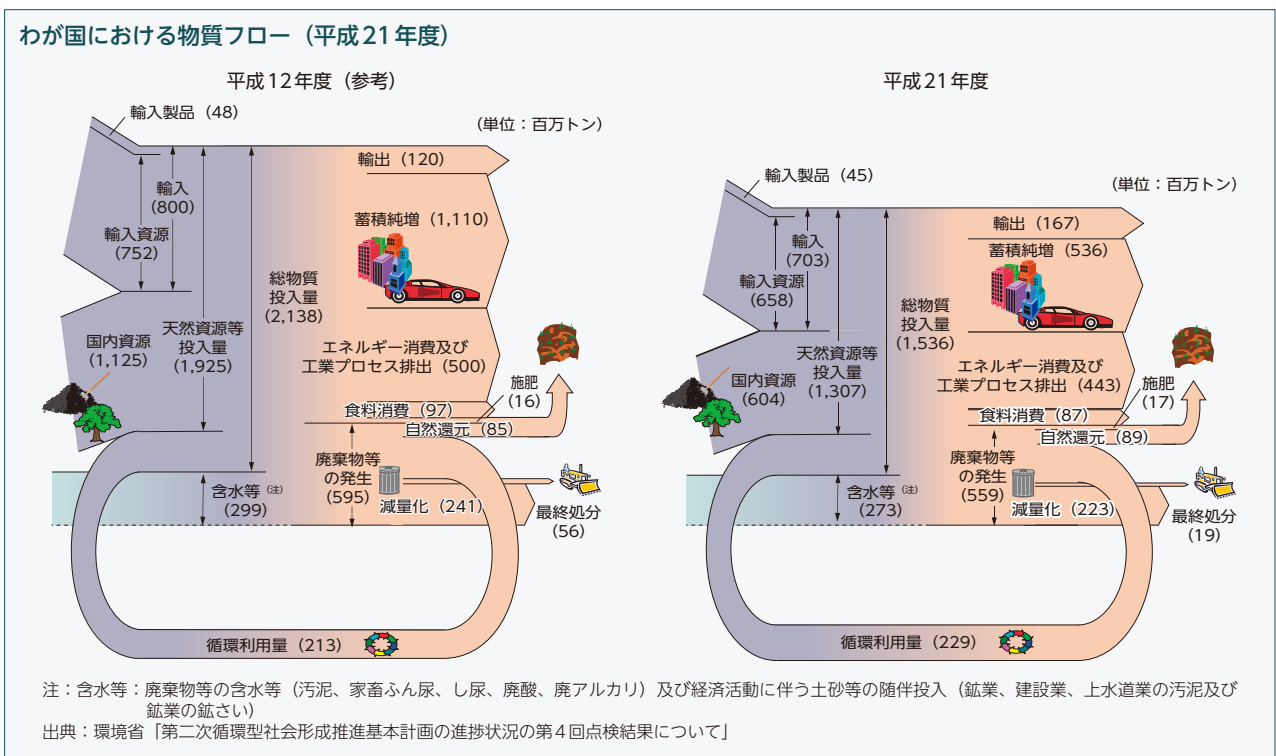 わが国における物質フロー（平成21年度）
平成12年度（参考）
（単位：百万トン）
輸入製品（48）
輸入
（800）
輸入資源
（752）
国内資源
（1,125）
天然資源等
投入量
（1,925）
総物質
投入量
（2,138）
輸出（120）
蓄積純増（1,110）
エネルギー消費及び
工業プロセス排出（500）
施肥
（16）
食料消費（97）
自然還元（85）
廃棄物等
の発生
（595）
含水等（注）
（299）
減量化（241）
最終処分
（56）
循環利用量（213）
平成21年度
（単位：百万トン）
輸入製品（45）
輸入
（703）
輸入資源
（658）
国内資源
（604）
天然資源等
投入量
（1,307）
総物質
投入量
（1,536）
輸出（167）
蓄積純増（536）
エネルギー消費及び
工業プロセス排出（443）
施肥
（17）
食料消費（87）
自然還元（89）
廃棄物等
の発生
（559）
含水等（注）
（273）
減量化（223）
最終処分
（19）
循環利用量（229）
注：含水等：廃棄物等の含水等（汚泥、家畜ふん尿、し尿、廃酸、廃アルカリ）及び経済活動に伴う土砂等の随伴投入（鉱業、建設業、上水道業の汚泥及び
鉱業の鉱さい）
出典：環境省「第二次循環型社会形成推進基本計画の進捗状況の第４回点検結果について」